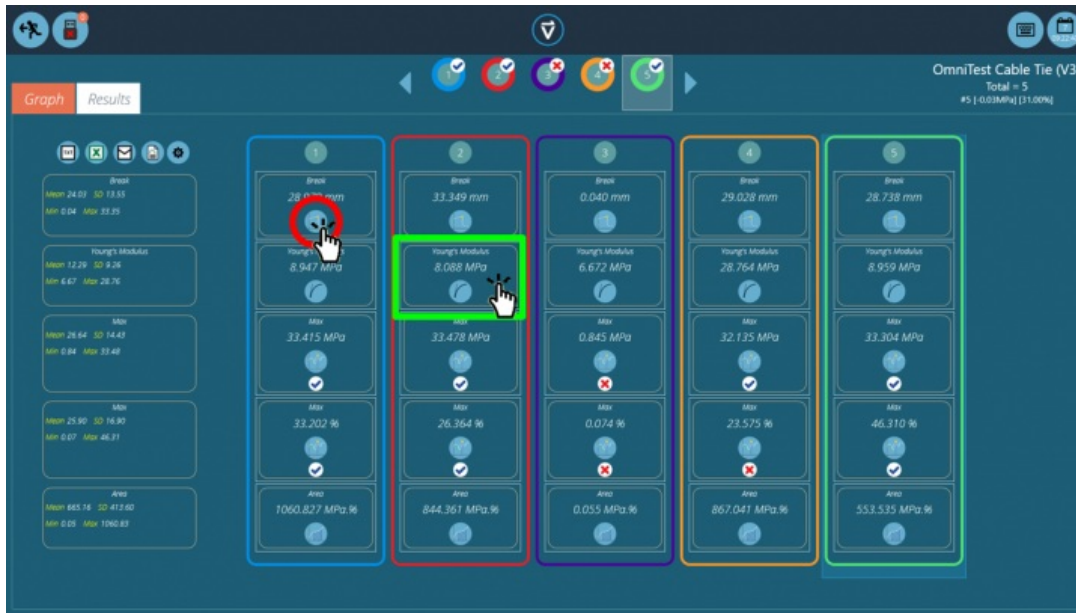 1
2
3
4
5
OmniTest Cable Tie (V3
Total = 5
#5 [-0.03MPa] [31.00%]
Graph
Results
1
2
3
4
5
Break
Mean 24.03 SD 13.55
Min 0.04 Max 33.35
Break
Break
33.349 mm
Break
0.040 mm
Break
29.028 mm
Break
28.738 mm
Young's Modulus
Mean 12.29 SD 9.26
Min 6.67 Max 28.76
8.947 MPa
Young's Modulus
8.088 MPa
Young's Modulus
6.672 MPa
Young's Modulus
28.764 MPa
Young's Modulus
8.959 MPa
Max
Mean 26.64 SD 14.43
Min 0.84 Max 33.48
Max
33.415 MPa
Max
33.478 MPa
Max
0.845 MPa
Max
32.135 MPa
Max
33.304 MPa
Max
Mean 25.90 SD 16.90
Min 0.07 Max 46.31
Max
33.202 %
Max
26.364 %
Max
0.074 %
Max
23.575 %
Max
46.310 %
Area
Mean 665.16 SD 413.60
Min 0.05 Max 1060.83
Area
1060.827 MPa.%
Area
844.361 MPa.%
Area
0.055 MPa.%
Area
867.041 MPa.%
Area
553.535 MPa.%